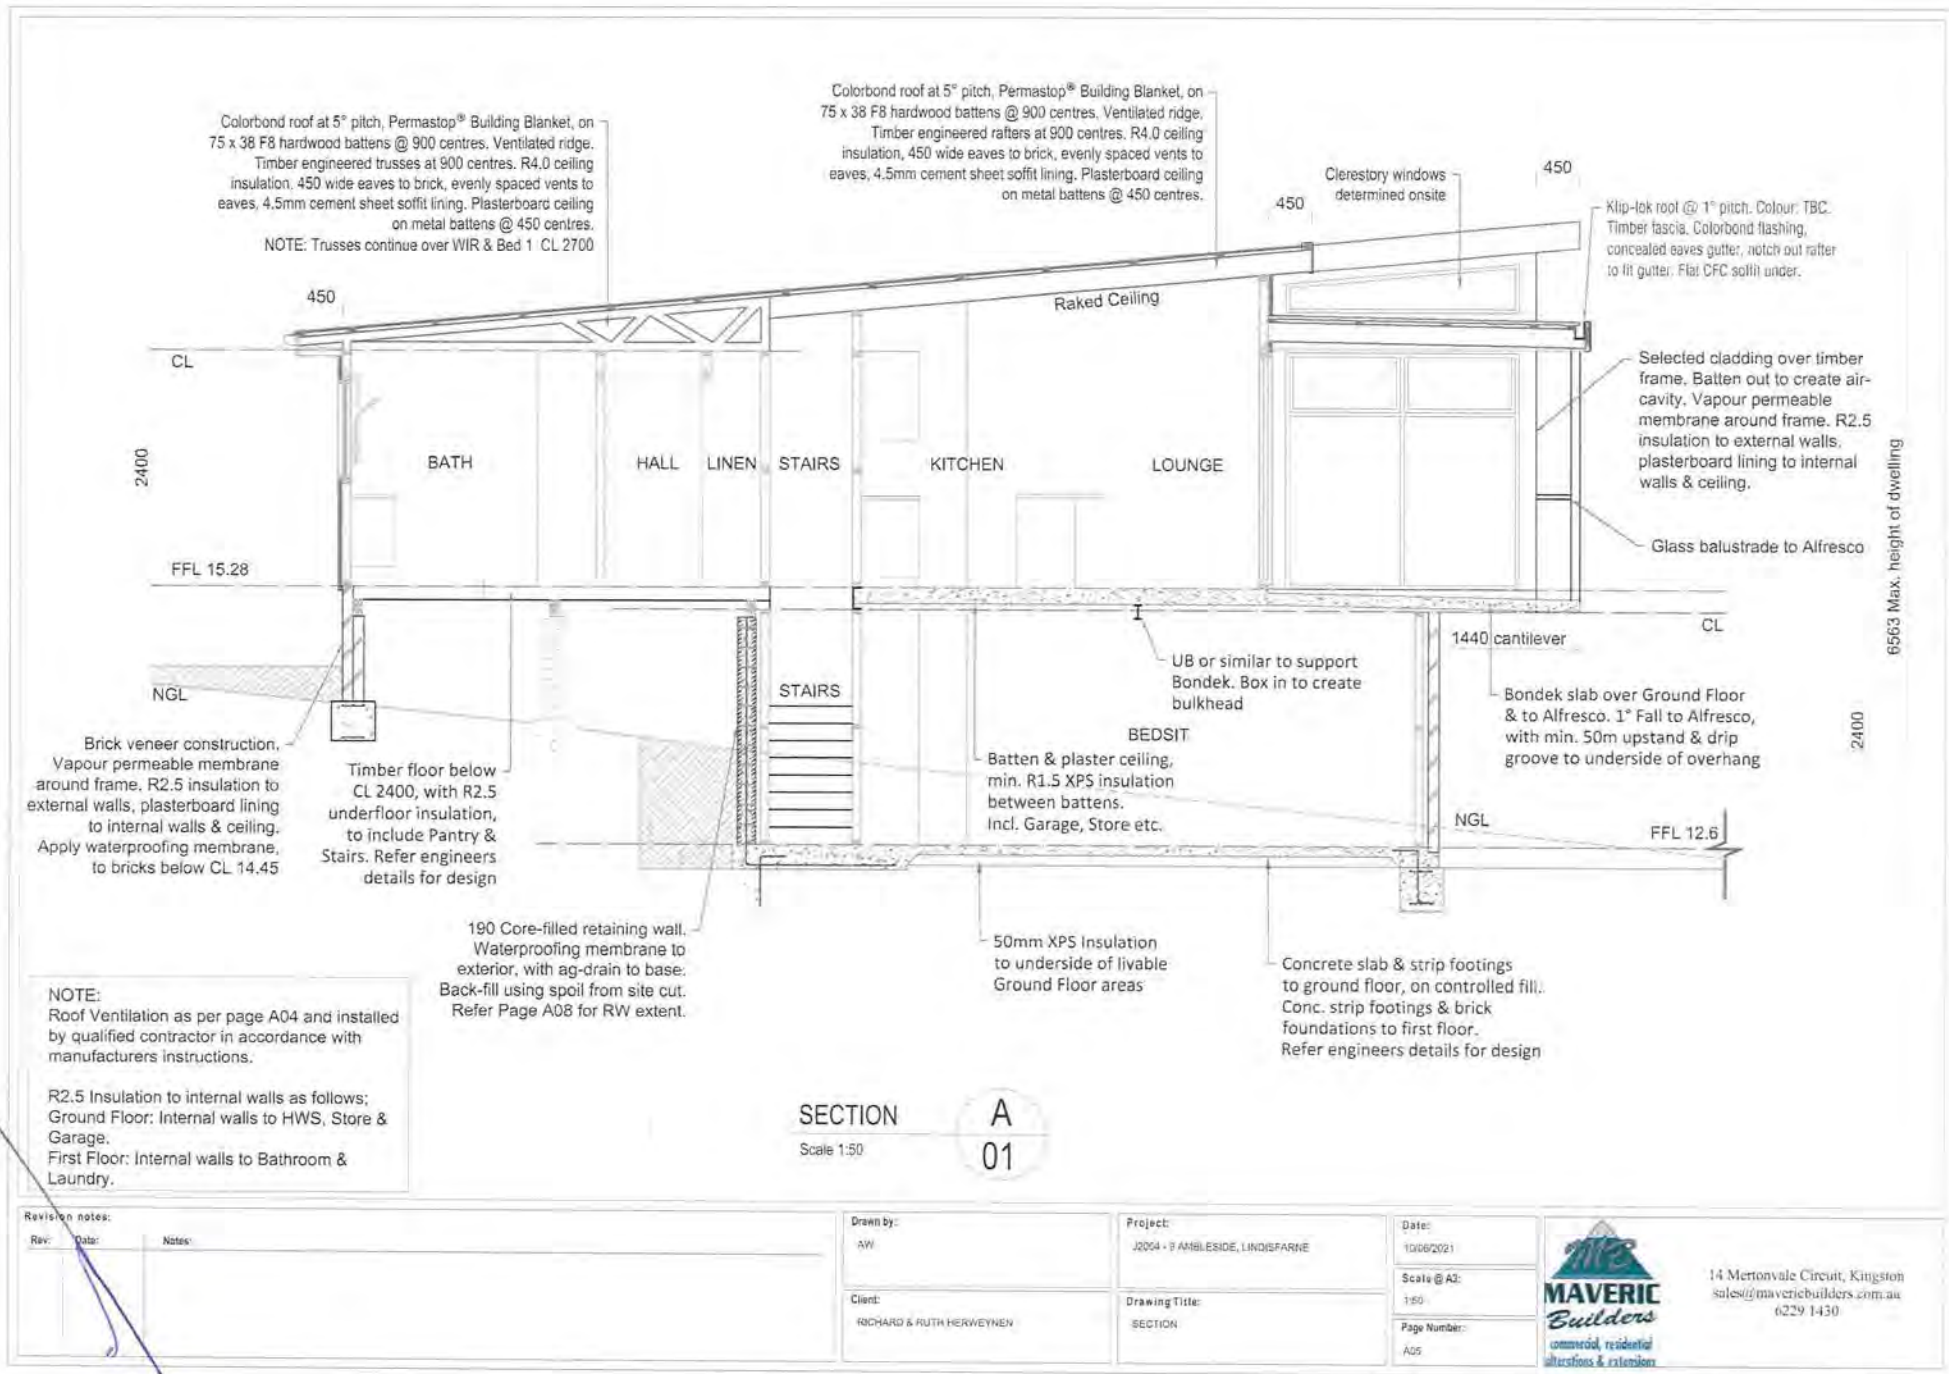 Colorbond roof at 5° pitch, Permastop® Building Blanket, on
75 x 38 F8 hardwood battens @ 900 centres. Ventilated ridge.
Timber engineered trusses at 900 centres. R4.0 ceiling
insulation. 450 wide eaves to brick, evenly spaced vents to
eaves, 4.5mm cement sheet soffit lining. Plasterboard ceiling
on metal battens @ 450 centres.
NOTE: Trusses continue over WIR & Bed 1 CL 2700
Colorbond roof at 5° pitch, Permastop® Building Blanket, on
75 x 38 F8 hardwood battens @ 900 centres. Ventilated ridge.
Timber engineered rafters at 900 centres. R4.0 ceiling
insulation, 450 wide eaves to brick, evenly spaced vents to
eaves, 4.5mm cement sheet soffit lining. Plasterboard ceiling
on metal battens @ 450 centres.
Clerestory windows
determined onsite
450
450
450
Klip-lok roof @ 1° pitch. Colour: TBC.
Timber fascia. Colorbond flashing,
concealed eaves gutter, notch out rafter
to fit gutter. Flat CFC soffit under.
Raked Ceiling
CL
2400
BATH
HALL
LINEN
STAIRS
KITCHEN
LOUNGE
Selected cladding over timber
frame. Batten out to create air-
cavity. Vapour permeable
membrane around frame. R2.5
insulation to external walls,
plasterboard lining to internal
walls & ceiling.
Glass balustrade to Alfresco
6563 Max. height of dwelling
FFL 15.28
CL
1440 cantilever
NGL
STAIRS
UB or similar to support
Bondek. Box in to create
bulkhead
BEDSIT
Bondek slab over Ground Floor
& to Alfresco. 1° Fall to Alfresco,
with min. 50m upstand & drip
groove to underside of overhang
2400
Brick veneer construction.
Vapour permeable membrane
around frame. R2.5 insulation to
external walls, plasterboard lining
to internal walls & ceiling.
Apply waterproofing membrane,
to bricks below CL 14.45
Timber floor below
CL 2400, with R2.5
underfloor insulation,
to include Pantry &
Stairs. Refer engineers
details for design
Batten & plaster ceiling,
min. R1.5 XPS insulation
between battens.
Incl. Garage, Store etc.
NGL
FFL 12.6
190 Core-filled retaining wall.
Waterproofing membrane to
exterior, with ag-drain to base.
Back-fill using spoil from site cut.
Refer Page A08 for RW extent.
50mm XPS Insulation
to underside of livable
Ground Floor areas
Concrete slab & strip footings
to ground floor, on controlled fill.
Conc. strip footings & brick
foundations to first floor.
Refer engineers details for design
NOTE:
Roof Ventilation as per page A04 and installed
by qualified contractor in accordance with
manufacturers instructions.
R2.5 Insulation to internal walls as follows;
Ground Floor: Internal walls to HWS, Store &
Garage.
First Floor: Internal walls to Bathroom &
Laundry.
SECTION
Scale 1:50
A
01
Revision notes:
Rev: Date: Notes:
Drawn by:
AW
Client:
RICHARD & RUTH HERWEYNEN
Project:
J2004 - 9 AMBLESIDE, LINDISFARNE
Drawing Title:
SECTION
Date:
10/06/2021
Scale @ A3:
1:50
Page Number:
A05
MAVERIC
Builders
commercial, residential
alterations & extensions
14 Mertonvale Circuit, Kingston
sales@mavericbuilders.com.au
6229 1430